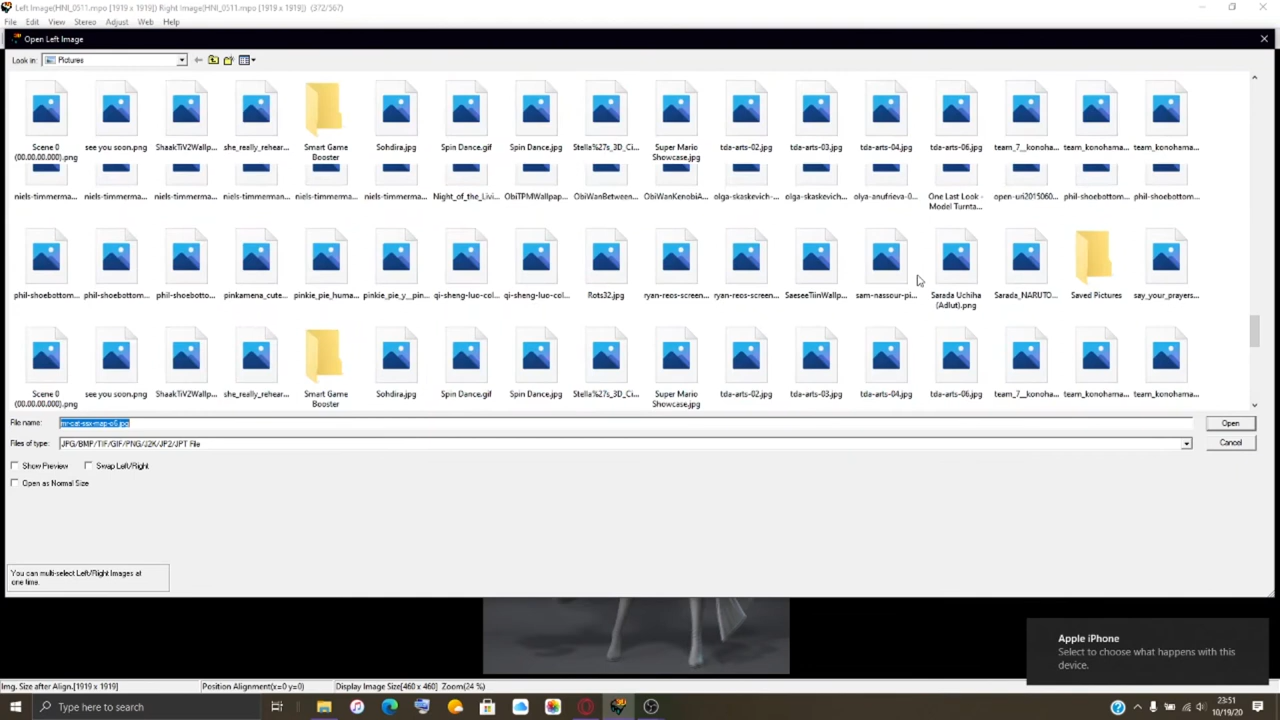 Left Image(HNI_0511.mpo [1919 x 1919]) Right Image(HNI_0511.mpo [1919 x 1919]) (372/567)
File Edit View Stereo Adjust Web Help
Open Left Image
Look in: Pictures
Scene 0 (00.00.00.000).png
see you soon.png
ShaakTiV2Wallp...
she_really_rehear...
Smart Game Booster
Sohdira.jpg
Spin Dance.gif
Spin Dance.jpg
Stella%27s_3D_Ci...
Super Mario Showcase.jpg
tda-arts-02.jpg
tda-arts-03.jpg
tda-arts-04.jpg
tda-arts-06.jpg
team_7__konoha...
team_konohama...
team_konohama...
niels-timmerma...
niels-timmerma...
niels-timmerma...
niels-timmerman...
niels-timmerma...
niels-timmerma...
Night_of_the_Livi...
ObiTPMWallpap...
ObiWanBetween...
ObiWanKenobiA...
olga-skaskevich-...
olga-skaskevich...
olya-anufrieva-0...
One Last Look - Model Turnta...
open-uri2015060...
phil-shoebottom...
phil-shoebottom...
phil-shoebottom...
phil-shoebotto...
phil-shoebotto...
pinkamena_cute...
pinkie_pie_huma...
pinkie_pie_y__pin...
qi-sheng-luo-col...
qi-sheng-luo-col...
Rots32.jpg
ryan-reos-screen...
ryan-reos-screen...
SaeseeTiinWallp...
sam-nassour-pi...
Sarada Uchiha (Adlut).png
Sarada_NARUTO...
Saved Pictures
say_your_prayers...
Scene 0 (00.00.00.000).png
see you soon.png
ShaakTiV2Wallp...
she_really_rehear...
Smart Game Booster
Sohdira.jpg
Spin Dance.gif
Spin Dance.jpg
Stella%27s_3D_Ci...
Super Mario Showcase.jpg
tda-arts-02.jpg
tda-arts-03.jpg
tda-arts-04.jpg
tda-arts-06.jpg
team_7__konoha...
team_konohama...
team_konohama...
File name: mr-cat-ssx-map-o6.jpg
Open
Files of type: JPG/BMP/TIF/GIF/PNG/J2K/JP2/JPT File
Cancel
Show Preview Swap Left/Right
Open as Normal Size
You can multi-select Left/Right Images at
one time.
Apple iPhone
Select to choose what happens with this
device.
Img. Size after Align.[1919 x 1919] Position Alignment(x=0 y=0) Display Image Size[460 x 460] Zoom(24 %)
Type here to search
23:51
10/19/20